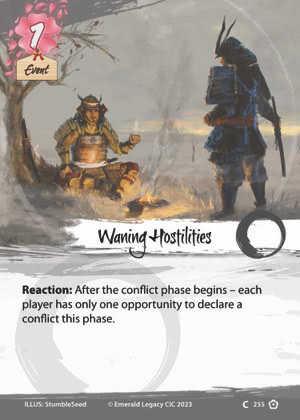 1
Event
Waning Hostilities
Reaction: After the conflict phase begins – each
player has only one opportunity to declare a
conflict this phase.
ILLUS: StumbleSeed © Emerald Legacy CIC 2023 C 255